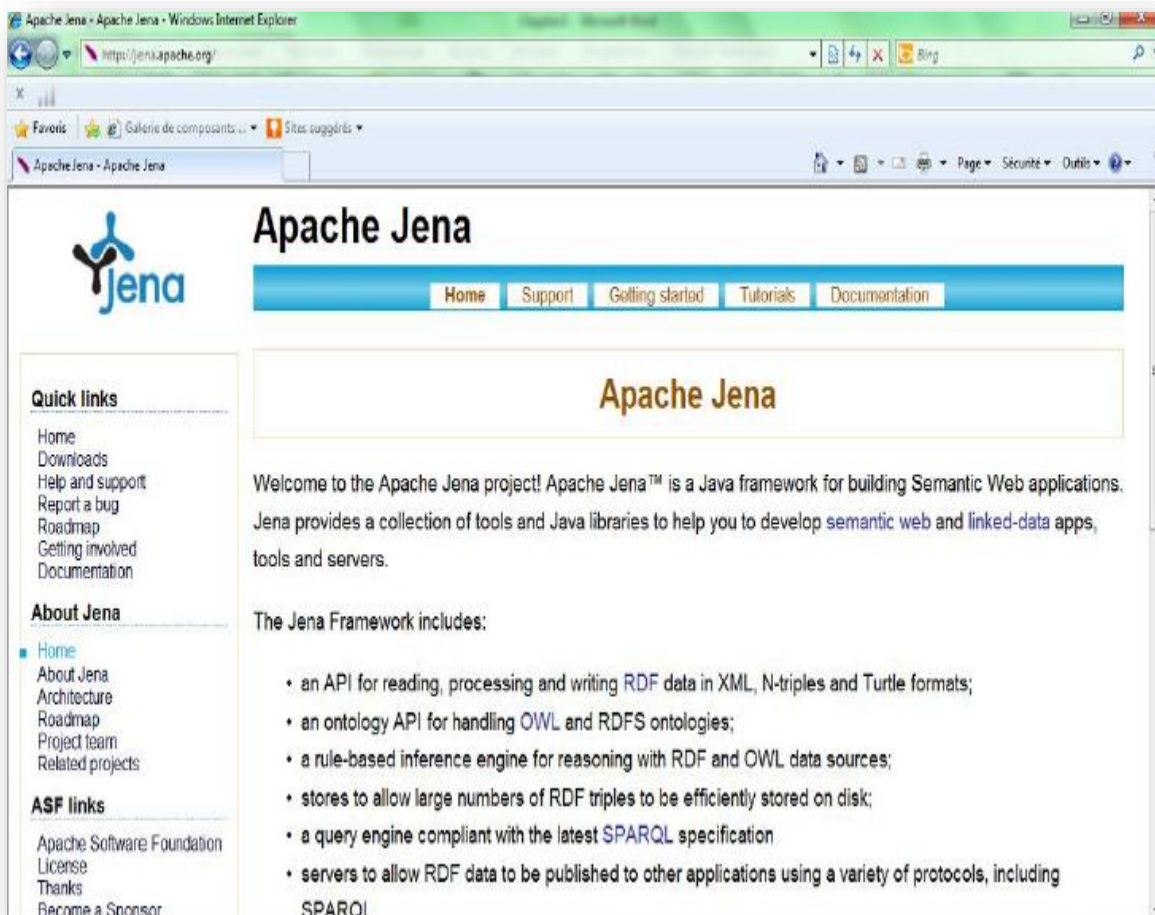 Apache Jena - Apache Jena - Windows Internet Explorer
http://jena.apache.org/
Bing
Favoris
Galerie de composants ...
Sites suggérés
Apache Jena - Apache Jena
Page
Sécurité
Outils
Jena
Apache Jena
Home
Support
Getting started
Tutorials
Documentation
Quick links
Home
Downloads
Help and support
Report a bug
Roadmap
Getting involved
Documentation
About Jena
Home
About Jena
Architecture
Roadmap
Project team
Related projects
ASF links
Apache Software Foundation
License
Thanks
Become a Sponsor
Apache Jena
Welcome to the Apache Jena project! Apache Jena™ is a Java framework for building Semantic Web applications.
Jena provides a collection of tools and Java libraries to help you to develop semantic web and linked-data apps,
tools and servers.
The Jena Framework includes:
• an API for reading, processing and writing RDF data in XML, N-triples and Turtle formats;
• an ontology API for handling OWL and RDFS ontologies;
• a rule-based inference engine for reasoning with RDF and OWL data sources;
• stores to allow large numbers of RDF triples to be efficiently stored on disk;
• a query engine compliant with the latest SPARQL specification
• servers to allow RDF data to be published to other applications using a variety of protocols, including
SPARQL